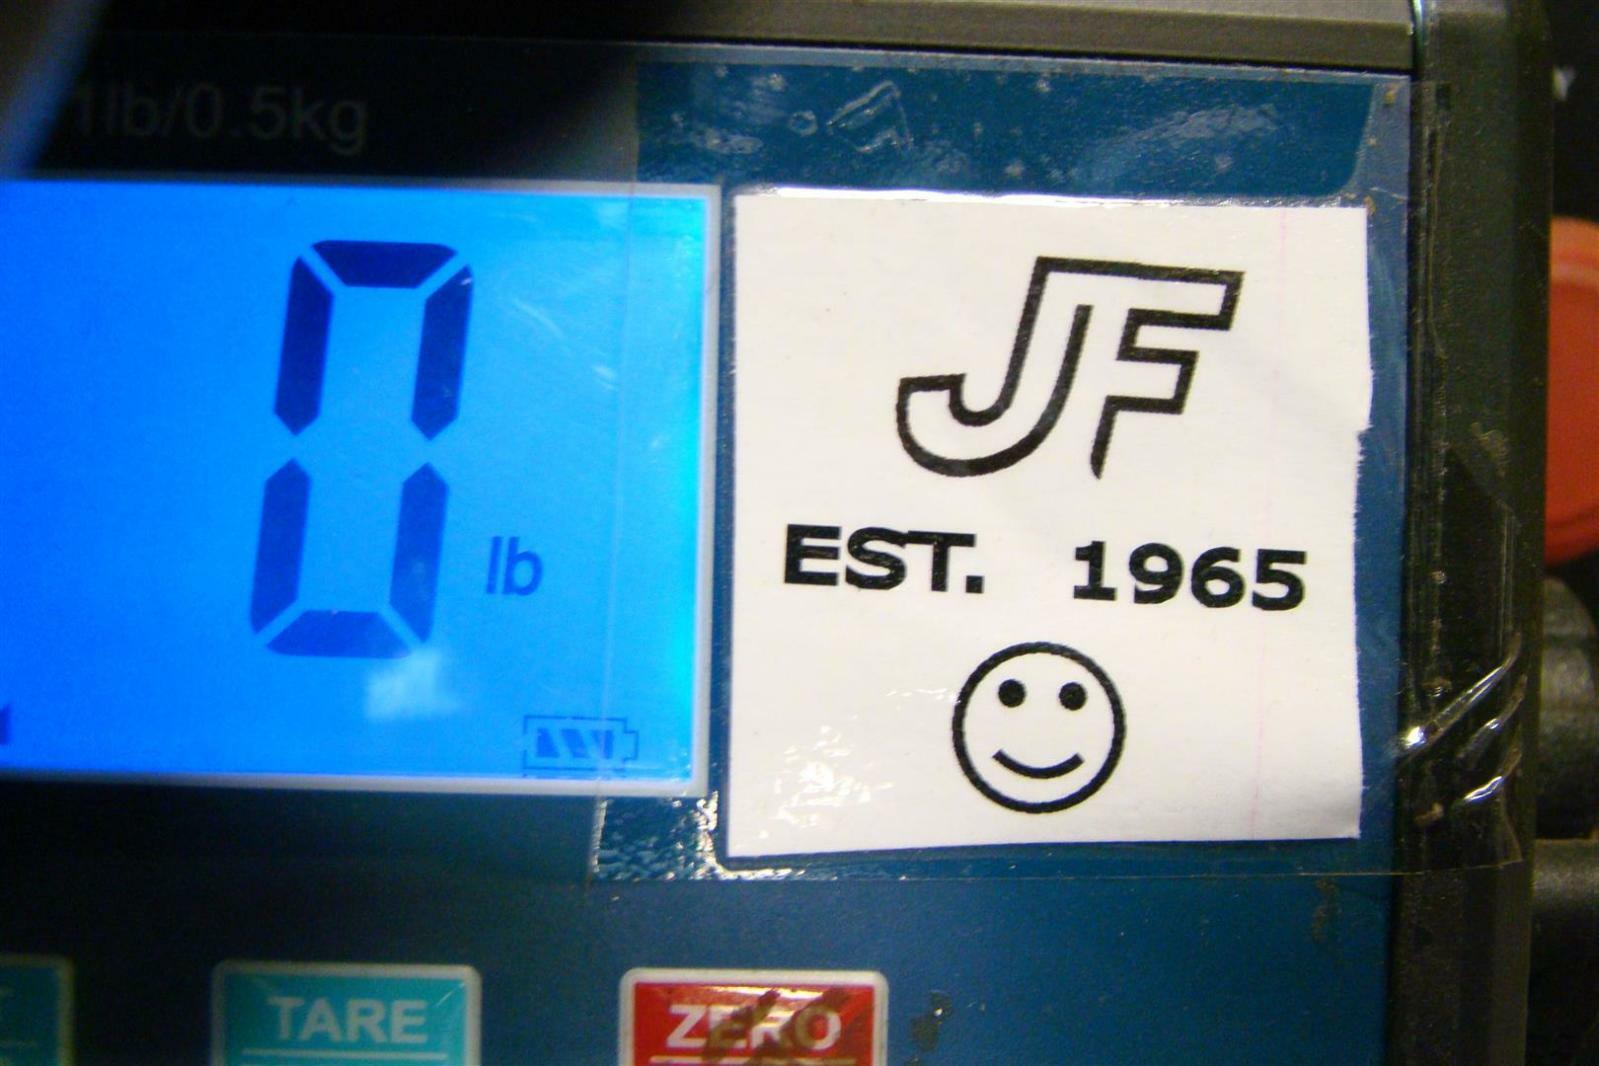 1lb/0.5kg
0 lb
JF
EST. 1965
TARE
ZERO